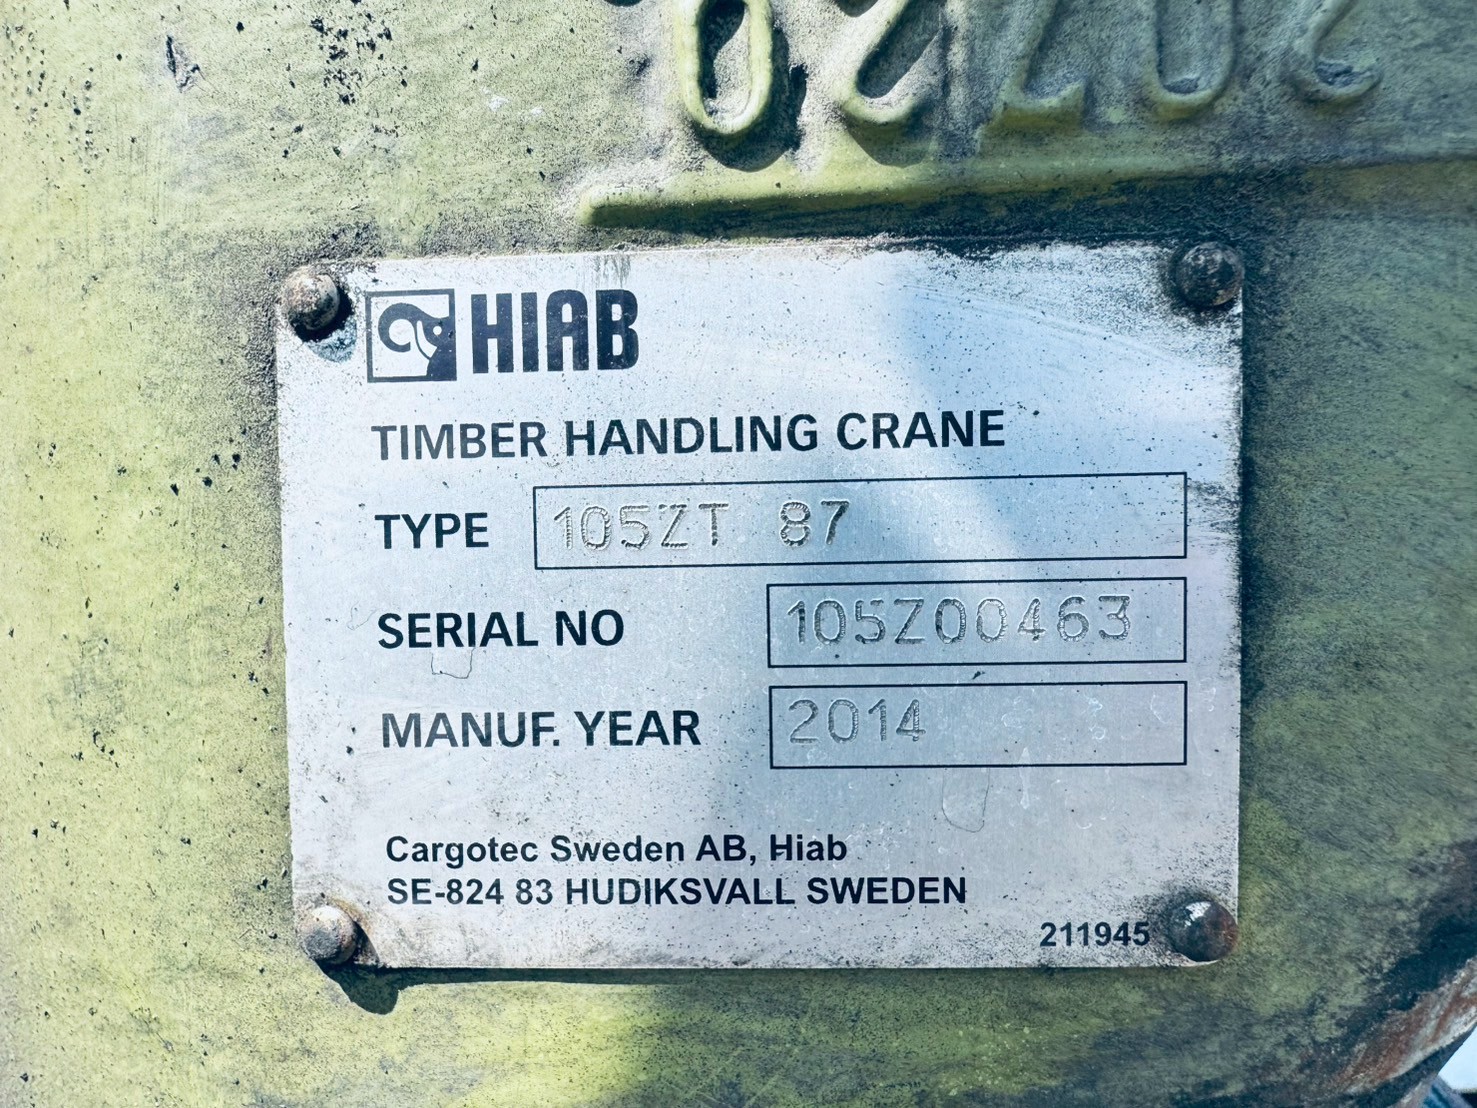 HIAB
TIMBER HANDLING CRANE
TYPE 105ZT 87
SERIAL NO 105Z00463
MANUF. YEAR 2014
Cargotec Sweden AB, Hiab
SE-824 83 HUDIKSVALL SWEDEN
211945